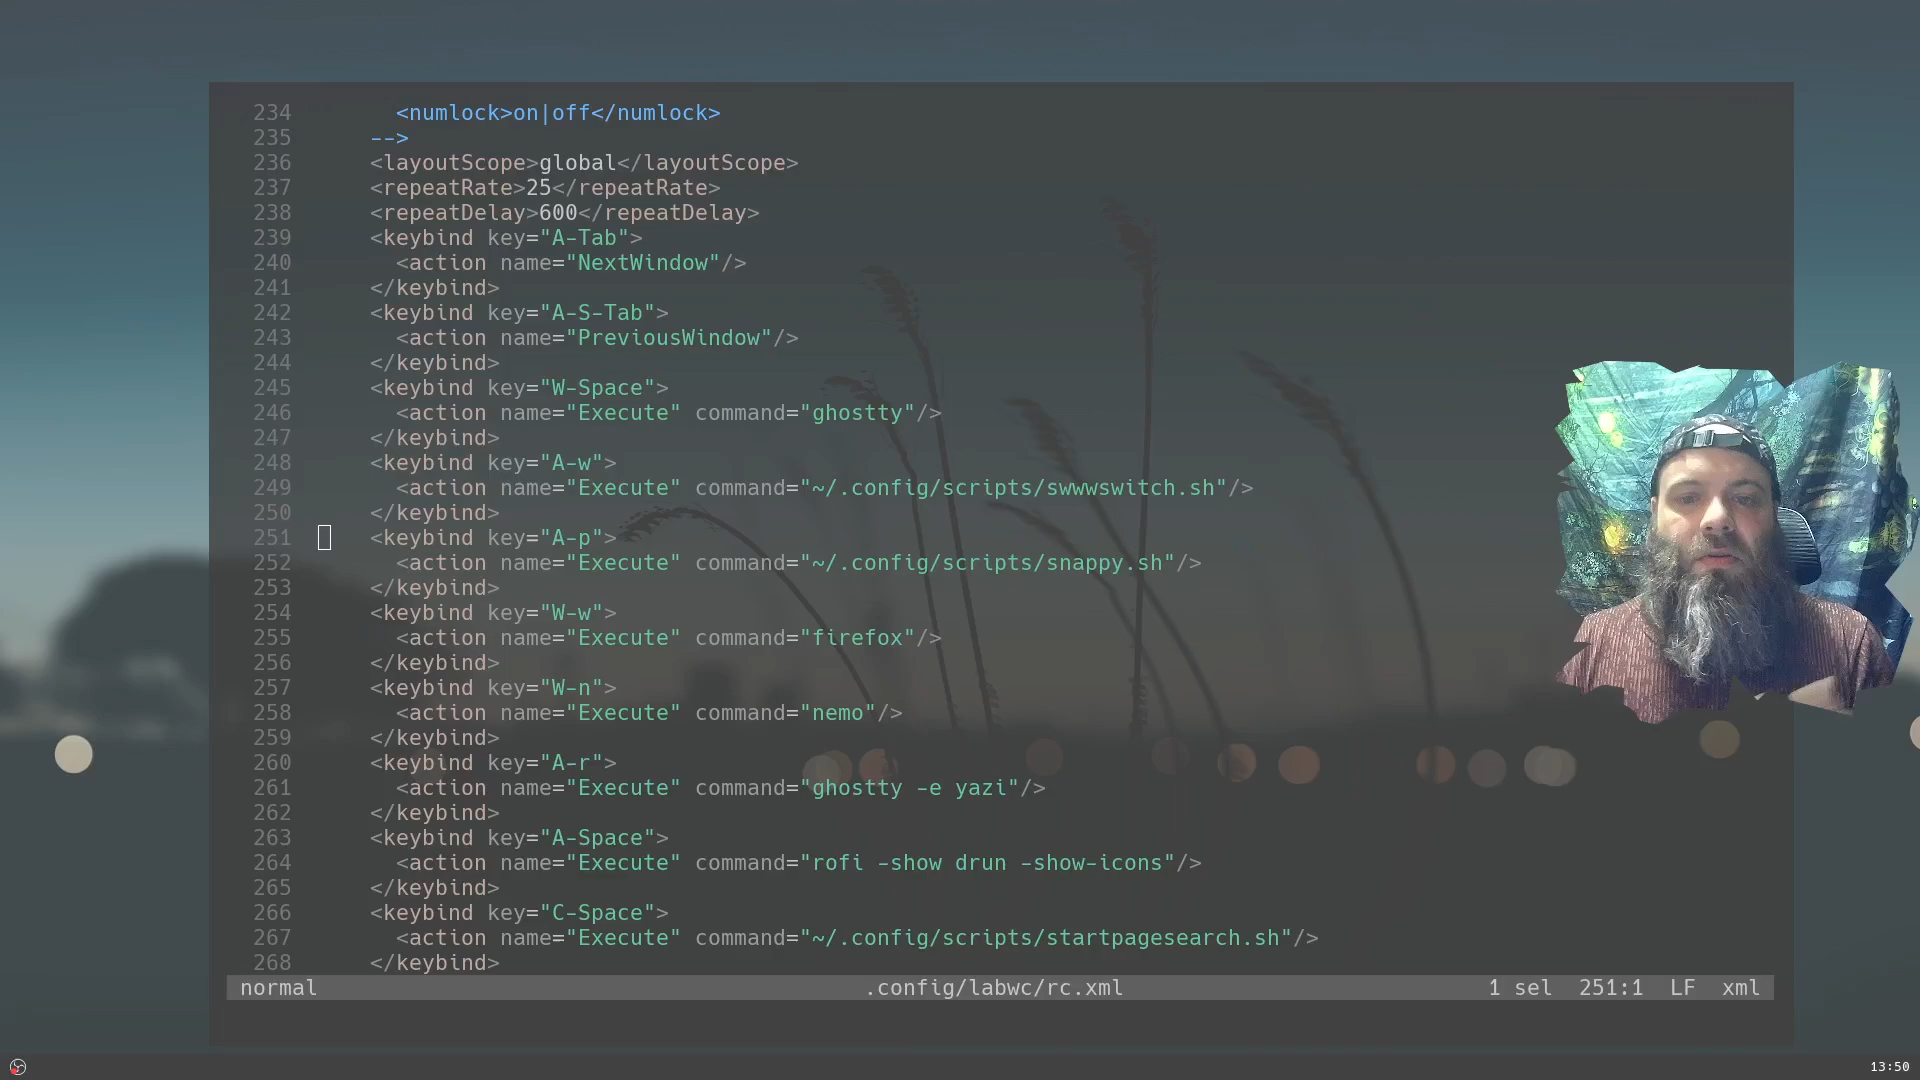 234 <numlock>on|off</numlock>
235 -->
236 <layoutScope>global</layoutScope>
237 <repeatRate>25</repeatRate>
238 <repeatDelay>600</repeatDelay>
239 <keybind key="A-Tab">
240 <action name="NextWindow"/>
241 </keybind>
242 <keybind key="A-S-Tab">
243 <action name="PreviousWindow"/>
244 </keybind>
245 <keybind key="W-Space">
246 <action name="Execute" command="ghostty"/>
247 </keybind>
248 <keybind key="A-w">
249 <action name="Execute" command="~/.config/scripts/swwwswitch.sh"/>
250 </keybind>
251 <keybind key="A-p">
252 <action name="Execute" command="~/.config/scripts/snappy.sh"/>
253 </keybind>
254 <keybind key="W-w">
255 <action name="Execute" command="firefox"/>
256 </keybind>
257 <keybind key="W-n">
258 <action name="Execute" command="nemo"/>
259 </keybind>
260 <keybind key="A-r">
261 <action name="Execute" command="ghostty -e yazi"/>
262 </keybind>
263 <keybind key="A-Space">
264 <action name="Execute" command="rofi -show drun -show-icons"/>
265 </keybind>
266 <keybind key="C-Space">
267 <action name="Execute" command="~/.config/scripts/startpagesearch.sh"/>
268 </keybind>
normal .config/labwc/rc.xml 1 sel 251:1 LF xml
13:50